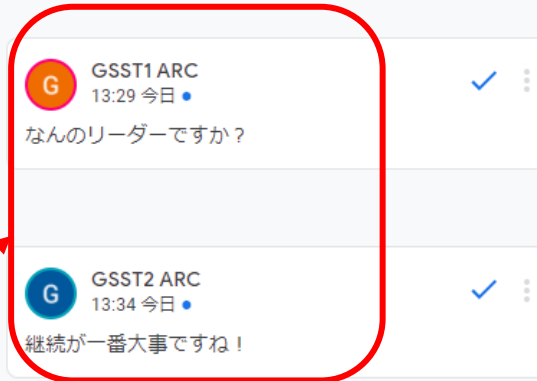 G
GSST1 ARC
13:29 今日
なんのリーダーですか？
G
GSST2 ARC
13:34 今日
継続が一番大事ですね！